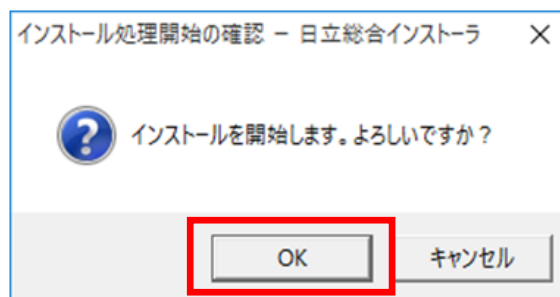 インストール処理開始の確認 － 日立総合インストーラ
インストールを開始します。よろしいですか？
OK
キャンセル